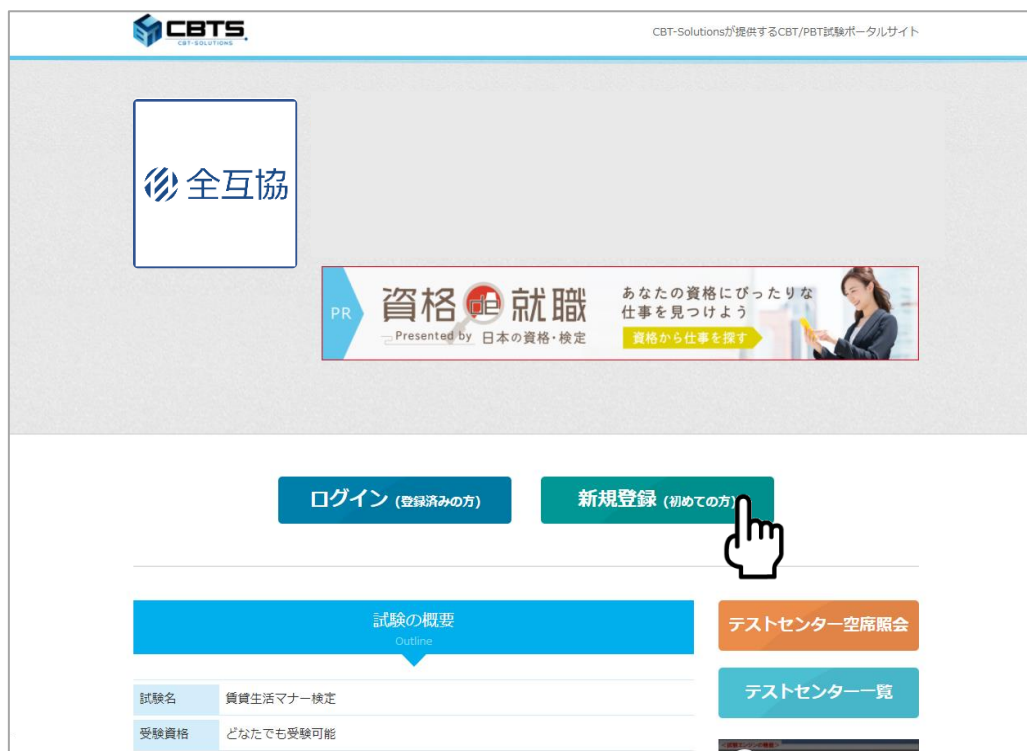 CBTS.
CBT-SOLUTIONS
CBT-Solutionsが提供するCBT/PBT試験ポータルサイト
全互協
PR
資格 就職
Presented by 日本の資格・検定
あなたの資格にぴったりな
仕事を見つけよう
資格から仕事を探す
ログイン (登録済みの方)
新規登録 (初めての方)
試験の概要
Outline
テストセンター空席照会
テストセンター一覧
試験名 賃貸生活マナー検定
受験資格 どなたでも受験可能